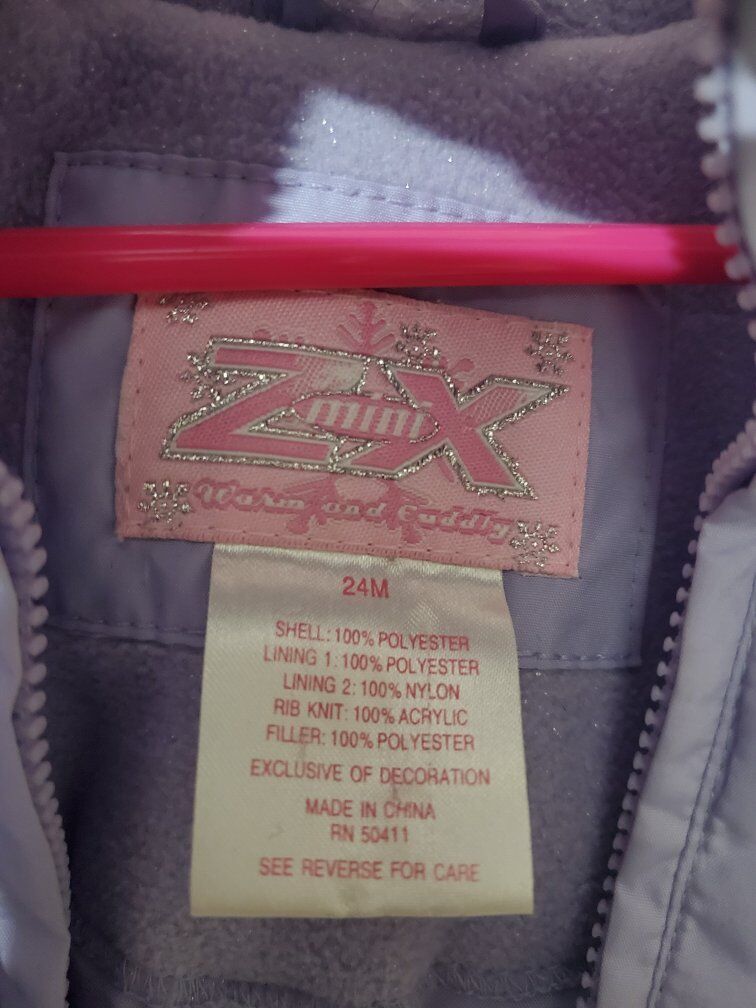 ZX
mini
Warm and Cuddly
24M
SHELL: 100% POLYESTER
LINING 1: 100% POLYESTER
LINING 2: 100% NYLON
RIB KNIT: 100% ACRYLIC
FILLER: 100% POLYESTER
EXCLUSIVE OF DECORATION
MADE IN CHINA
RN 50411
SEE REVERSE FOR CARE